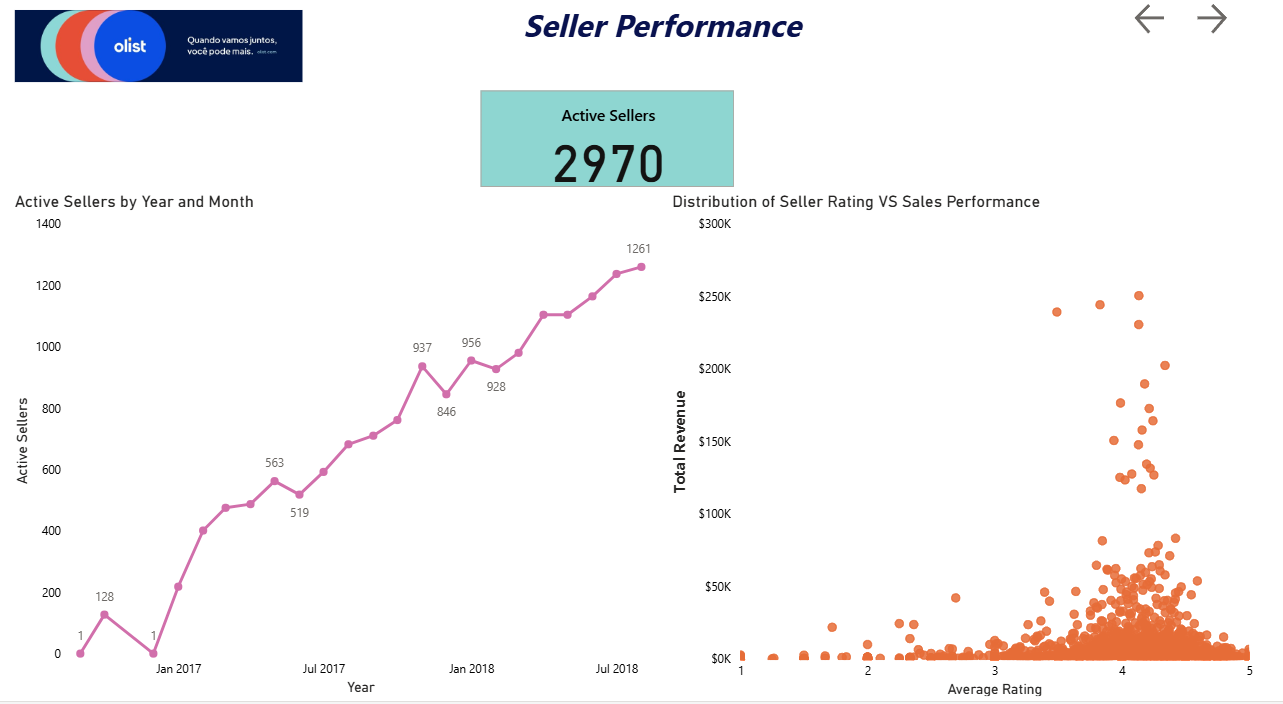 olist
Quando vamos juntos,
você pode mais. olist.com
Seller Performance
Active Sellers
2970
Active Sellers by Year and Month
Active Sellers
1400
1200
1000
800
600
400
200
0
1
128
1
563
519
937
846
956
928
1261
Jan 2017
Jul 2017
Jan 2018
Jul 2018
Year
Distribution of Seller Rating VS Sales Performance
Total Revenue
$300K
$250K
$200K
$150K
$100K
$50K
$0K
1
2
3
4
5
Average Rating